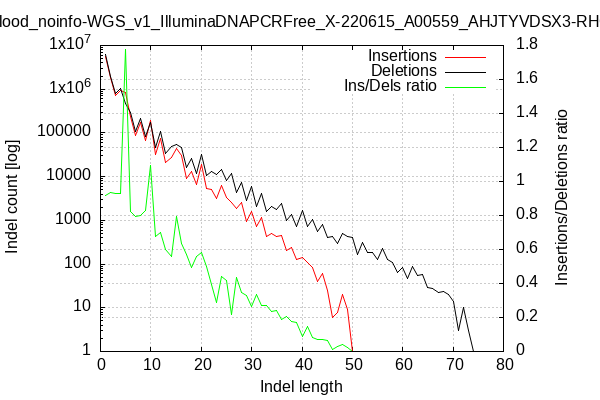 lood_noinfo-WGS_v1_IlluminaDNAPCRFree_X-220615_A00559_AHJTYVDSX3-RH
Insertions
Deletions
Ins/Dels ratio
1x10^7
1x10^6
100000
10000
1000
100
10
1
Indel count [log]
1.8
1.6
1.4
1.2
1
0.8
0.6
0.4
0.2
0
Insertions/Deletions ratio
0 10 20 30 40 50 60 70 80
Indel length